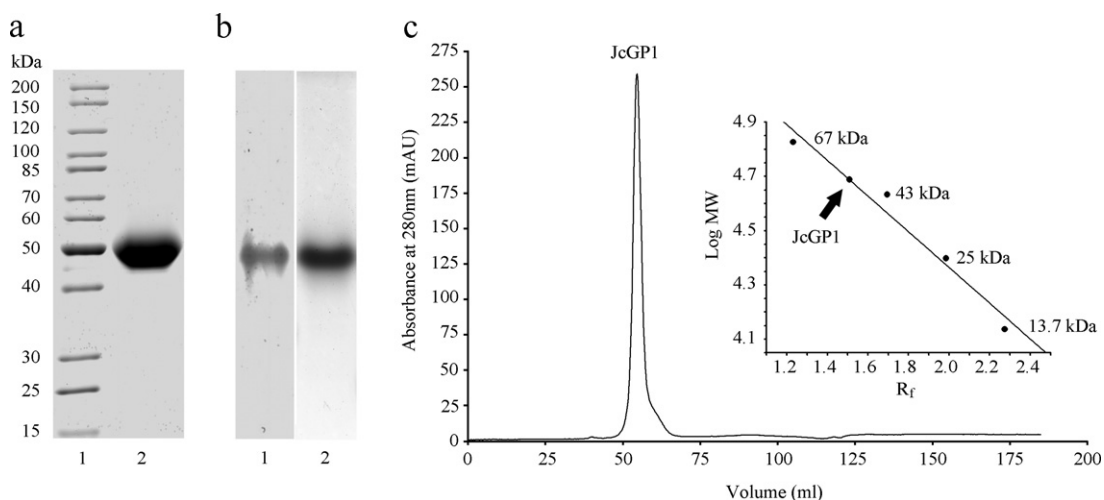 a
kDa
200
150
120
100
85
70
60
50
40
30
25
15
1 2
b
1 2
c
JcGP1
Absorbance at 280nm (mAU)
275
250
225
200
175
150
125
100
75
50
25
0
0 25 50 75 100 125 150 175 200
Volume (ml)
Log MW
4.9
4.7
4.5
4.3
4.1
67 kDa
43 kDa
JcGP1
25 kDa
13.7 kDa
1.2 1.4 1.6 1.8 2.0 2.2 2.4
Rf